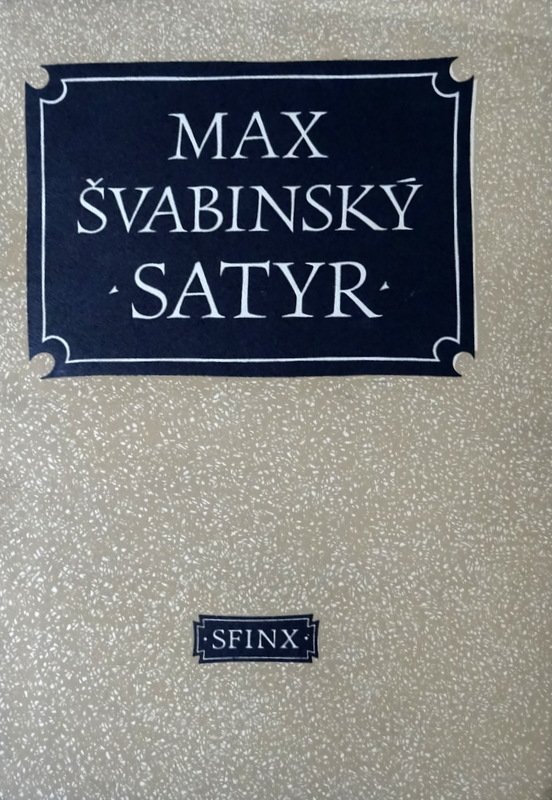 MAX
ŠVABINSKÝ
·SATYR·
·SFINX·